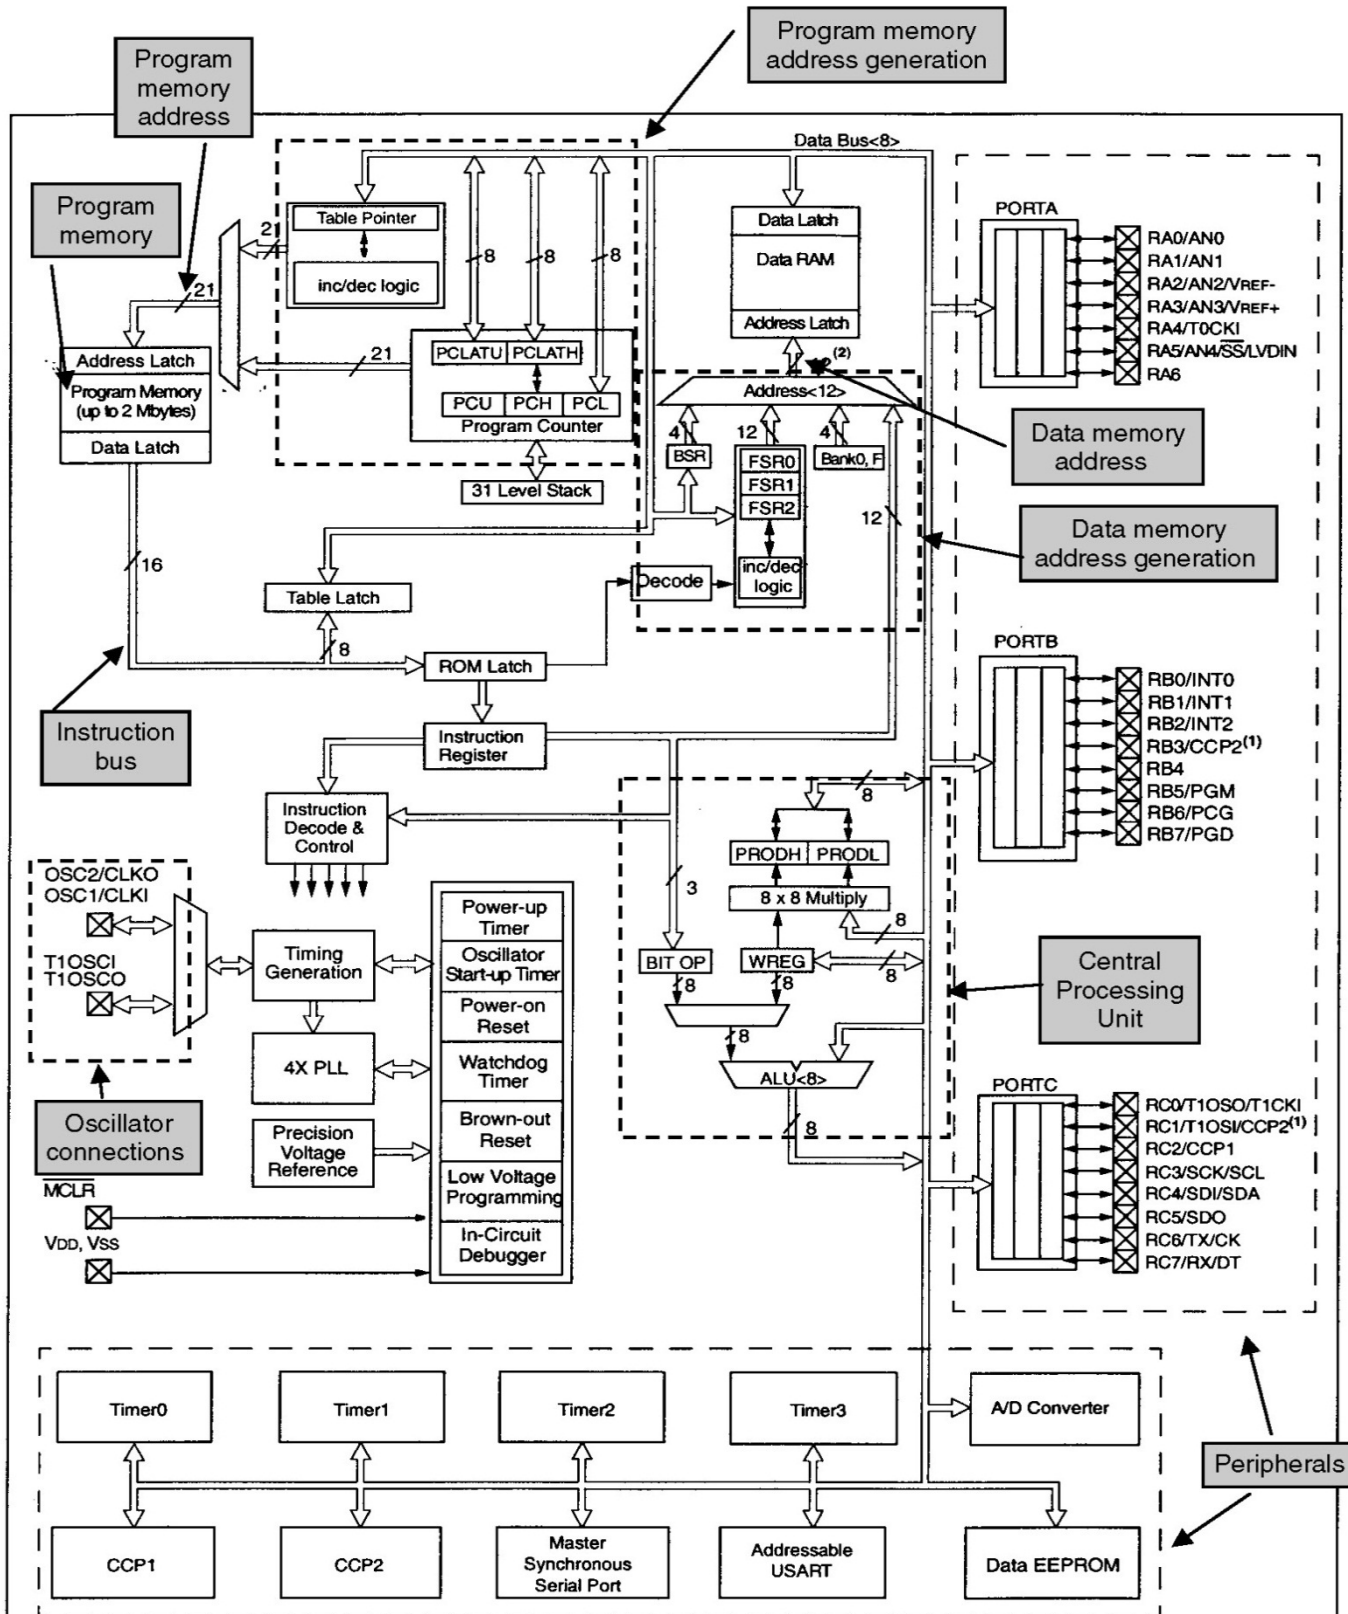 Program memory
address generation
Program
memory
address
Data Bus<8>
Program
memory
Table Pointer
inc/dec logic
21
8
8
8
Data Latch
Data RAM
Address Latch
PORTA
RA0/AN0
RA1/AN1
RA2/AN2/VREF-
RA3/AN3/VREF+
RA4/T0CKI
RA5/AN4/SS/LVDIN
RA6
Address Latch
Program Memory
(up to 2 Mbytes)
Data Latch
21
PCLATU PCLATH
PCU PCH PCL
Program Counter
31 Level Stack
(2)
Address<12>
4
12
4
BSR
FSR0
FSR1
FSR2
Bank0, F
inc/dec
logic
12
Data memory
address
Data memory
address generation
16
Decode
Table Latch
8
ROM Latch
Instruction
Register
Instruction
bus
PORTB
RB0/INT0
RB1/INT1
RB2/INT2
RB3/CCP2(1)
RB4
RB5/PGM
RB6/PCG
RB7/PGD
Instruction
Decode &
Control
8
PRODH PRODL
3
8 x 8 Multiply
8
BIT OP
WREG
8
8
8
8
ALU<8>
8
Central
Processing
Unit
OSC2/CLKO
OSC1/CLKI
T1OSCI
T1OSCO
Timing
Generation
4X PLL
Precision
Voltage
Reference
Power-up
Timer
Oscillator
Start-up Timer
Power-on
Reset
Watchdog
Timer
Brown-out
Reset
Low Voltage
Programming
In-Circuit
Debugger
Oscillator
connections
MCLR
VDD, VSS
PORTC
RC0/T1OSO/T1CKI
RC1/T1OSI/CCP2(1)
RC2/CCP1
RC3/SCK/SCL
RC4/SDI/SDA
RC5/SDO
RC6/TX/CK
RC7/RX/DT
Timer0
Timer1
Timer2
Timer3
A/D Converter
Peripherals
CCP1
CCP2
Master
Synchronous
Serial Port
Addressable
USART
Data EEPROM